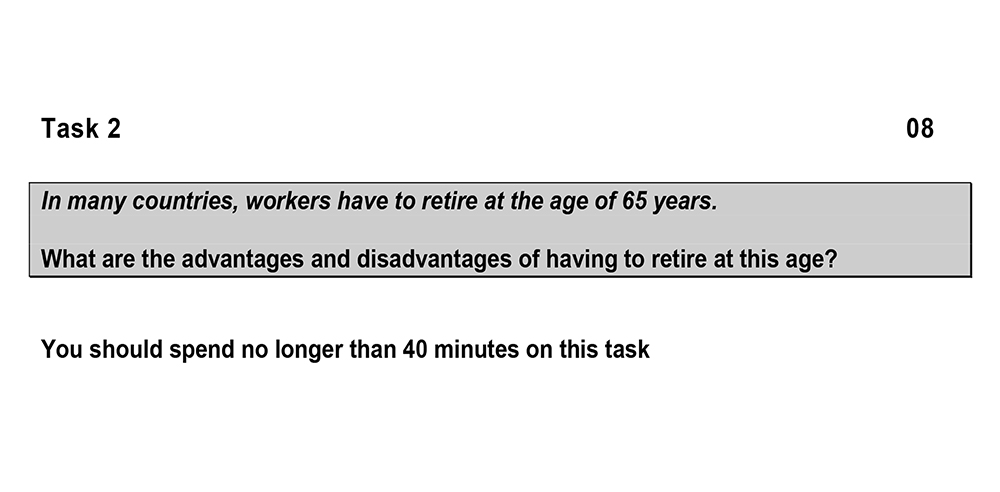 Task 2 08
In many countries, workers have to retire at the age of 65 years.
What are the advantages and disadvantages of having to retire at this age?
You should spend no longer than 40 minutes on this task